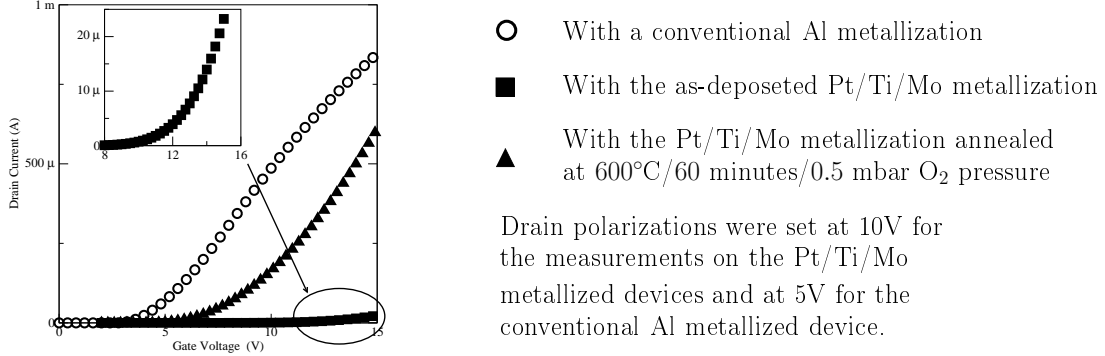 1 m
20 µ
10 µ
0
8
12
16
500 µ
Drain Current (A)
0
0
5
10
15
Gate Voltage (V)
With a conventional Al metallization
With the as-deposeted Pt/Ti/Mo metallization
With the Pt/Ti/Mo metallization annealed
at 600°C/60 minutes/0.5 mbar O₂ pressure
Drain polarizations were set at 10V for
the measurements on the Pt/Ti/Mo
metallized devices and at 5V for the
conventional Al metallized device.